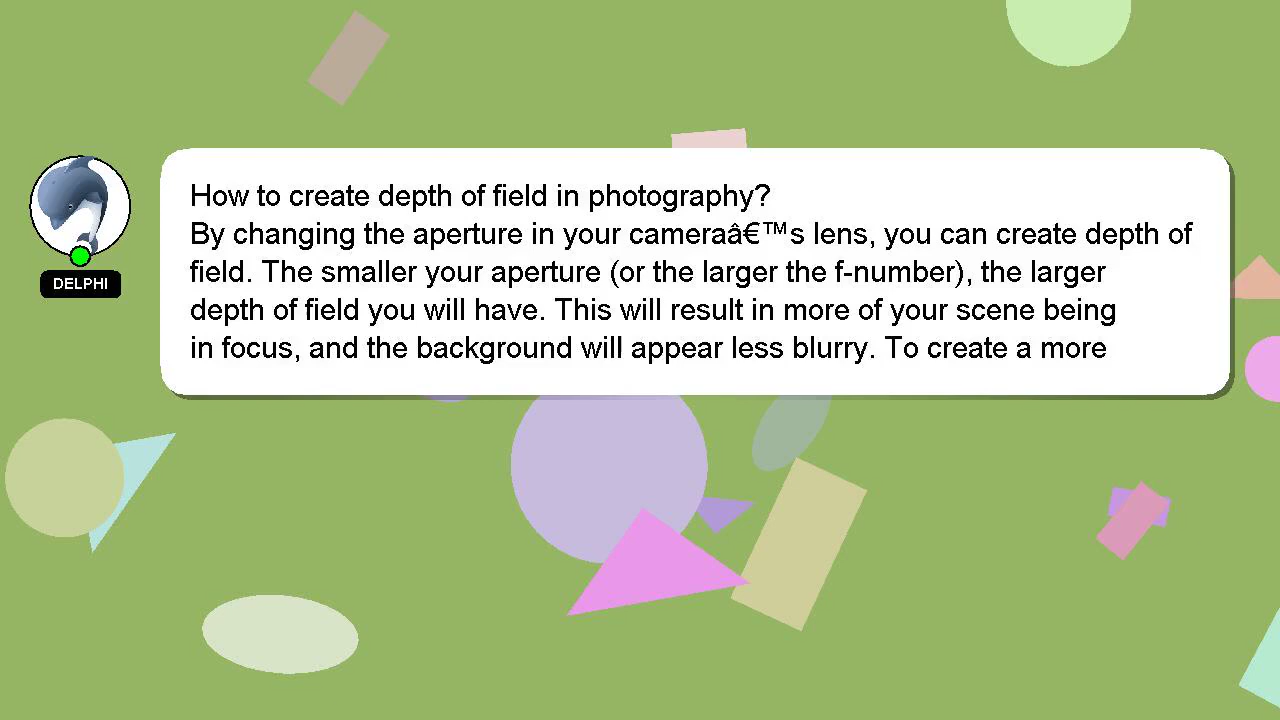 How to create depth of field in photography?
By changing the aperture in your cameraâ€™s lens, you can create depth of
field. The smaller your aperture (or the larger the f-number), the larger
depth of field you will have. This will result in more of your scene being
in focus, and the background will appear less blurry. To create a more
DELPHI